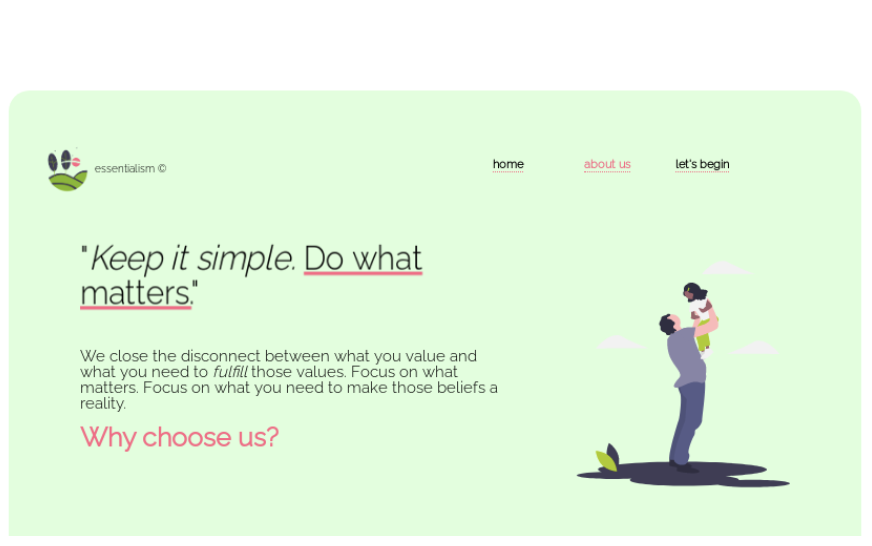 essentialism ©
home about us let's begin
"Keep it simple. Do what
matters."
We close the disconnect between what you value and
what you need to fulfill those values. Focus on what
matters. Focus on what you need to make those beliefs a
reality.
Why choose us?